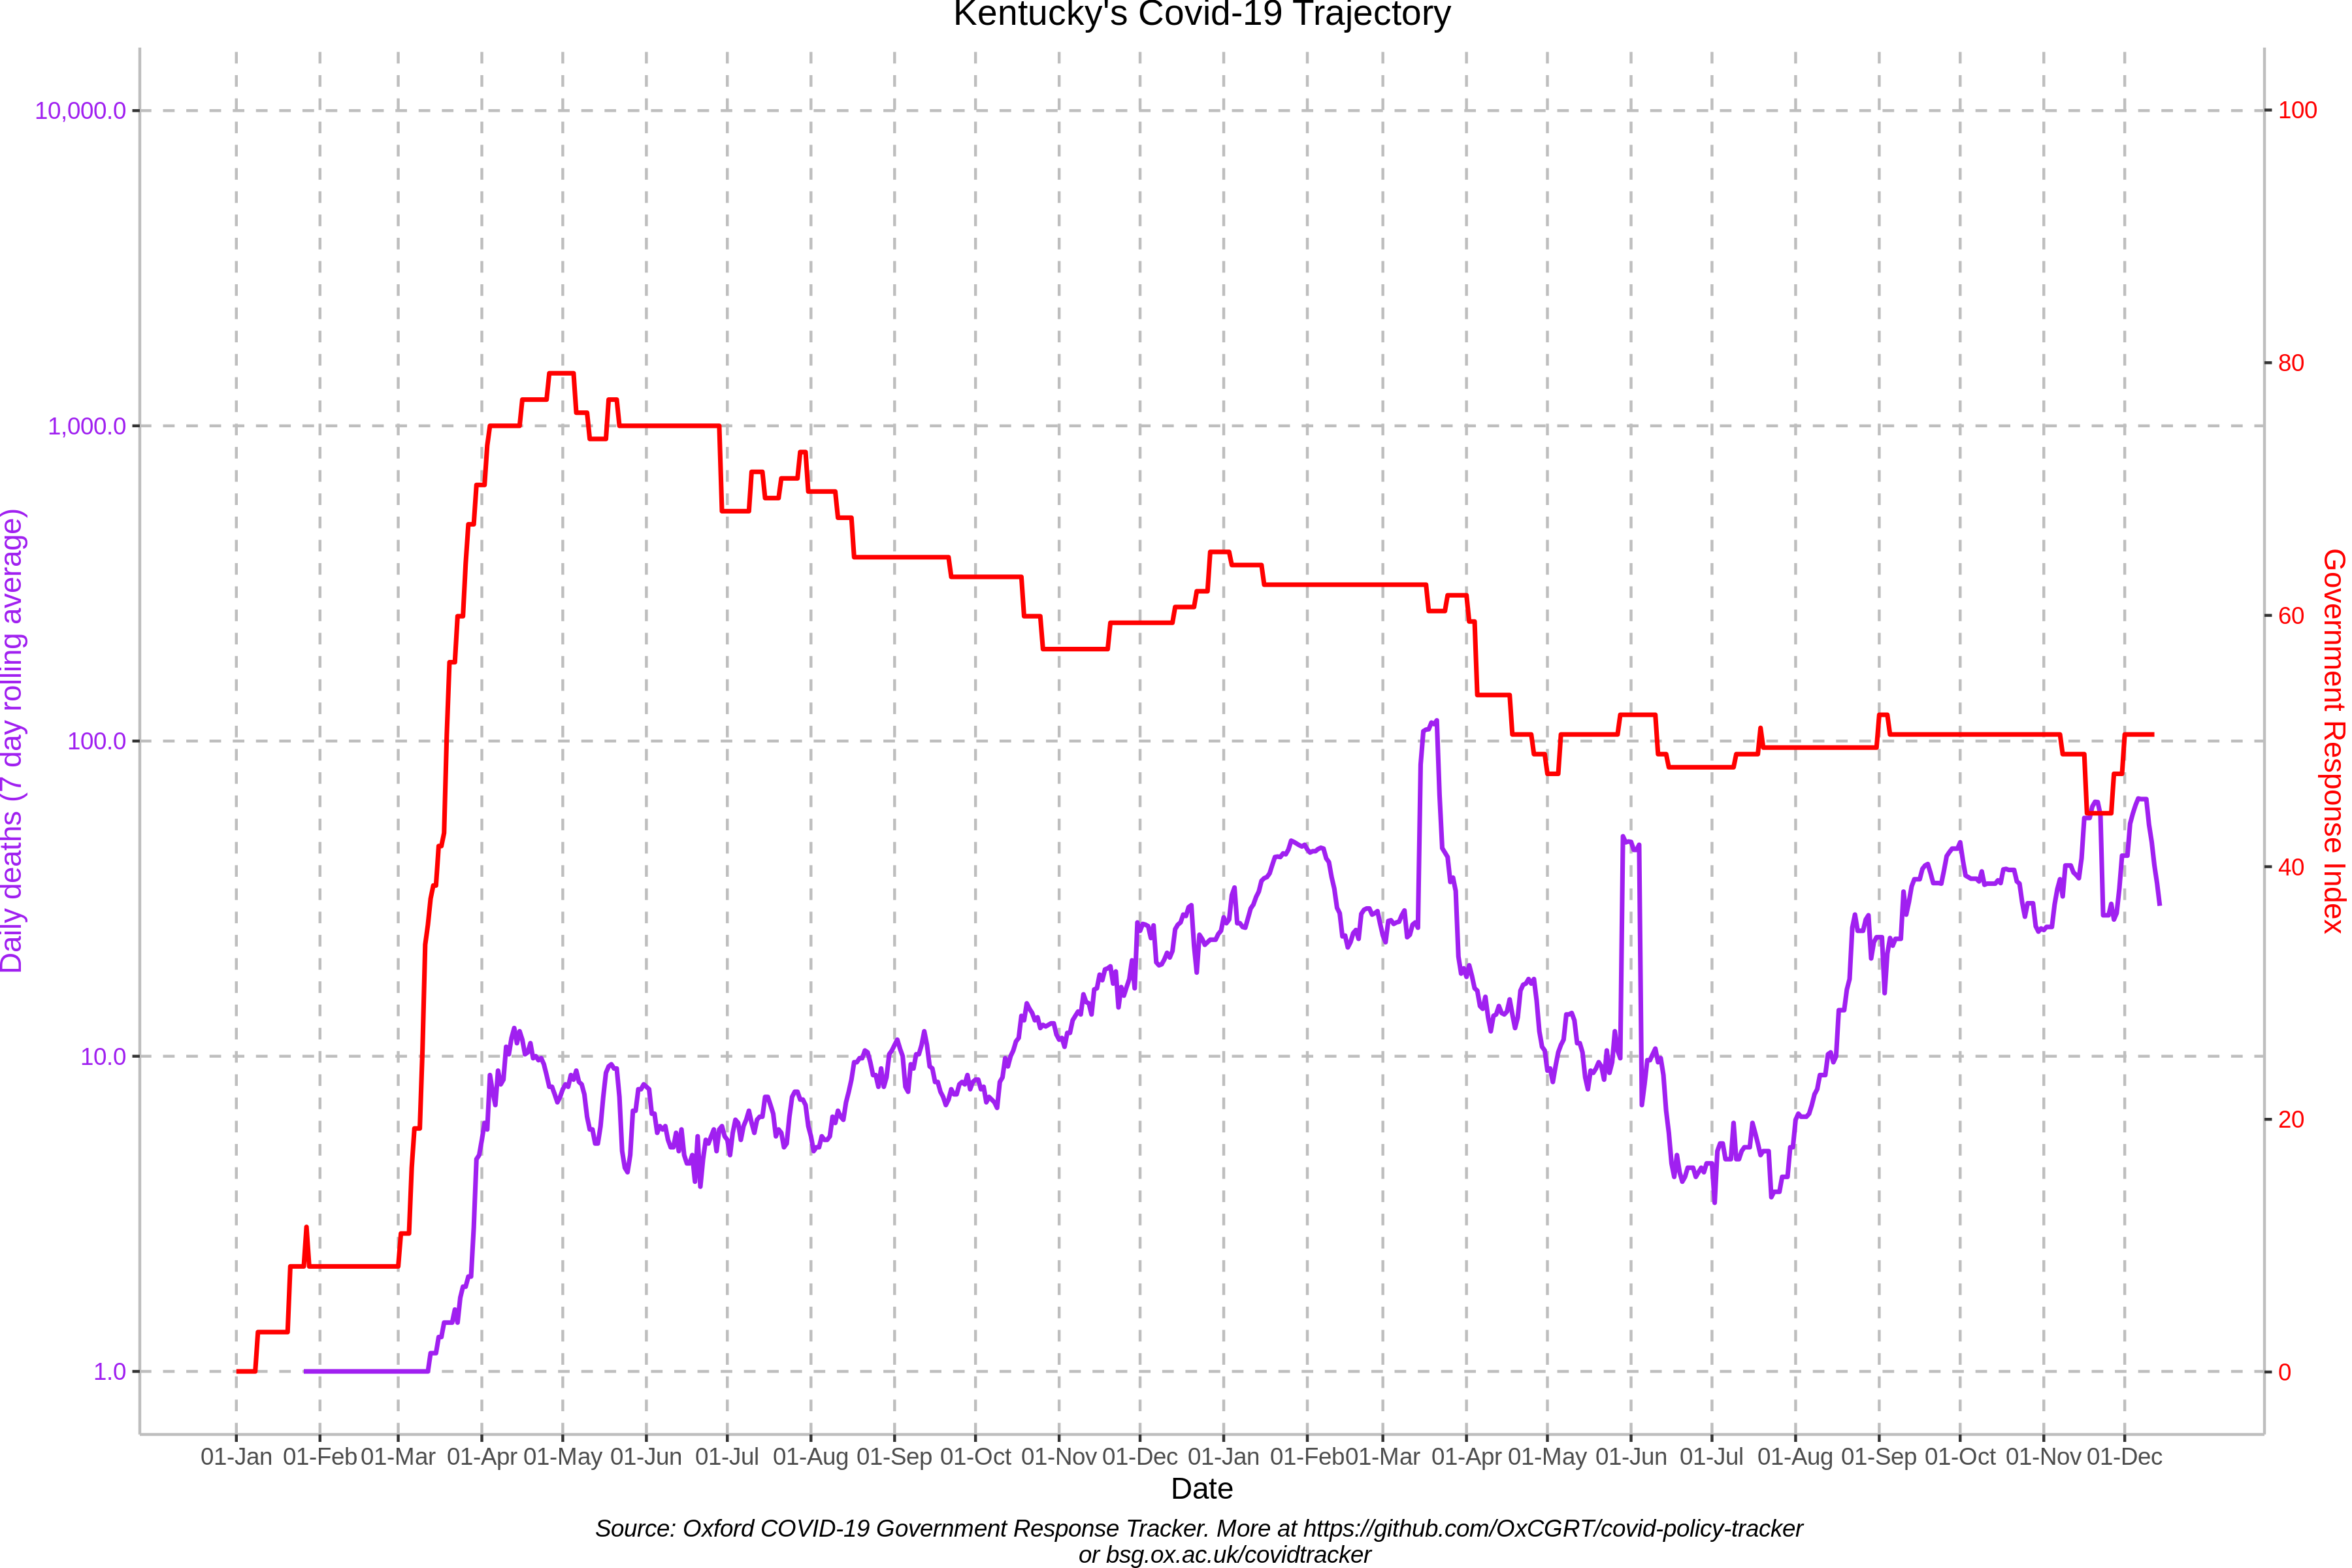 Kentucky's Covid-19 Trajectory
10,000.0
1,000.0
100.0
10.0
1.0
Daily deaths (7 day rolling average)
100
80
60
40
20
0
Government Response Index
01-Jan 01-Feb 01-Mar 01-Apr 01-May 01-Jun 01-Jul 01-Aug 01-Sep 01-Oct 01-Nov 01-Dec 01-Jan 01-Feb 01-Mar 01-Apr 01-May 01-Jun 01-Jul 01-Aug 01-Sep 01-Oct 01-Nov 01-Dec
Date
Source: Oxford COVID-19 Government Response Tracker. More at https://github.com/OxCGRT/covid-policy-tracker
or bsg.ox.ac.uk/covidtracker